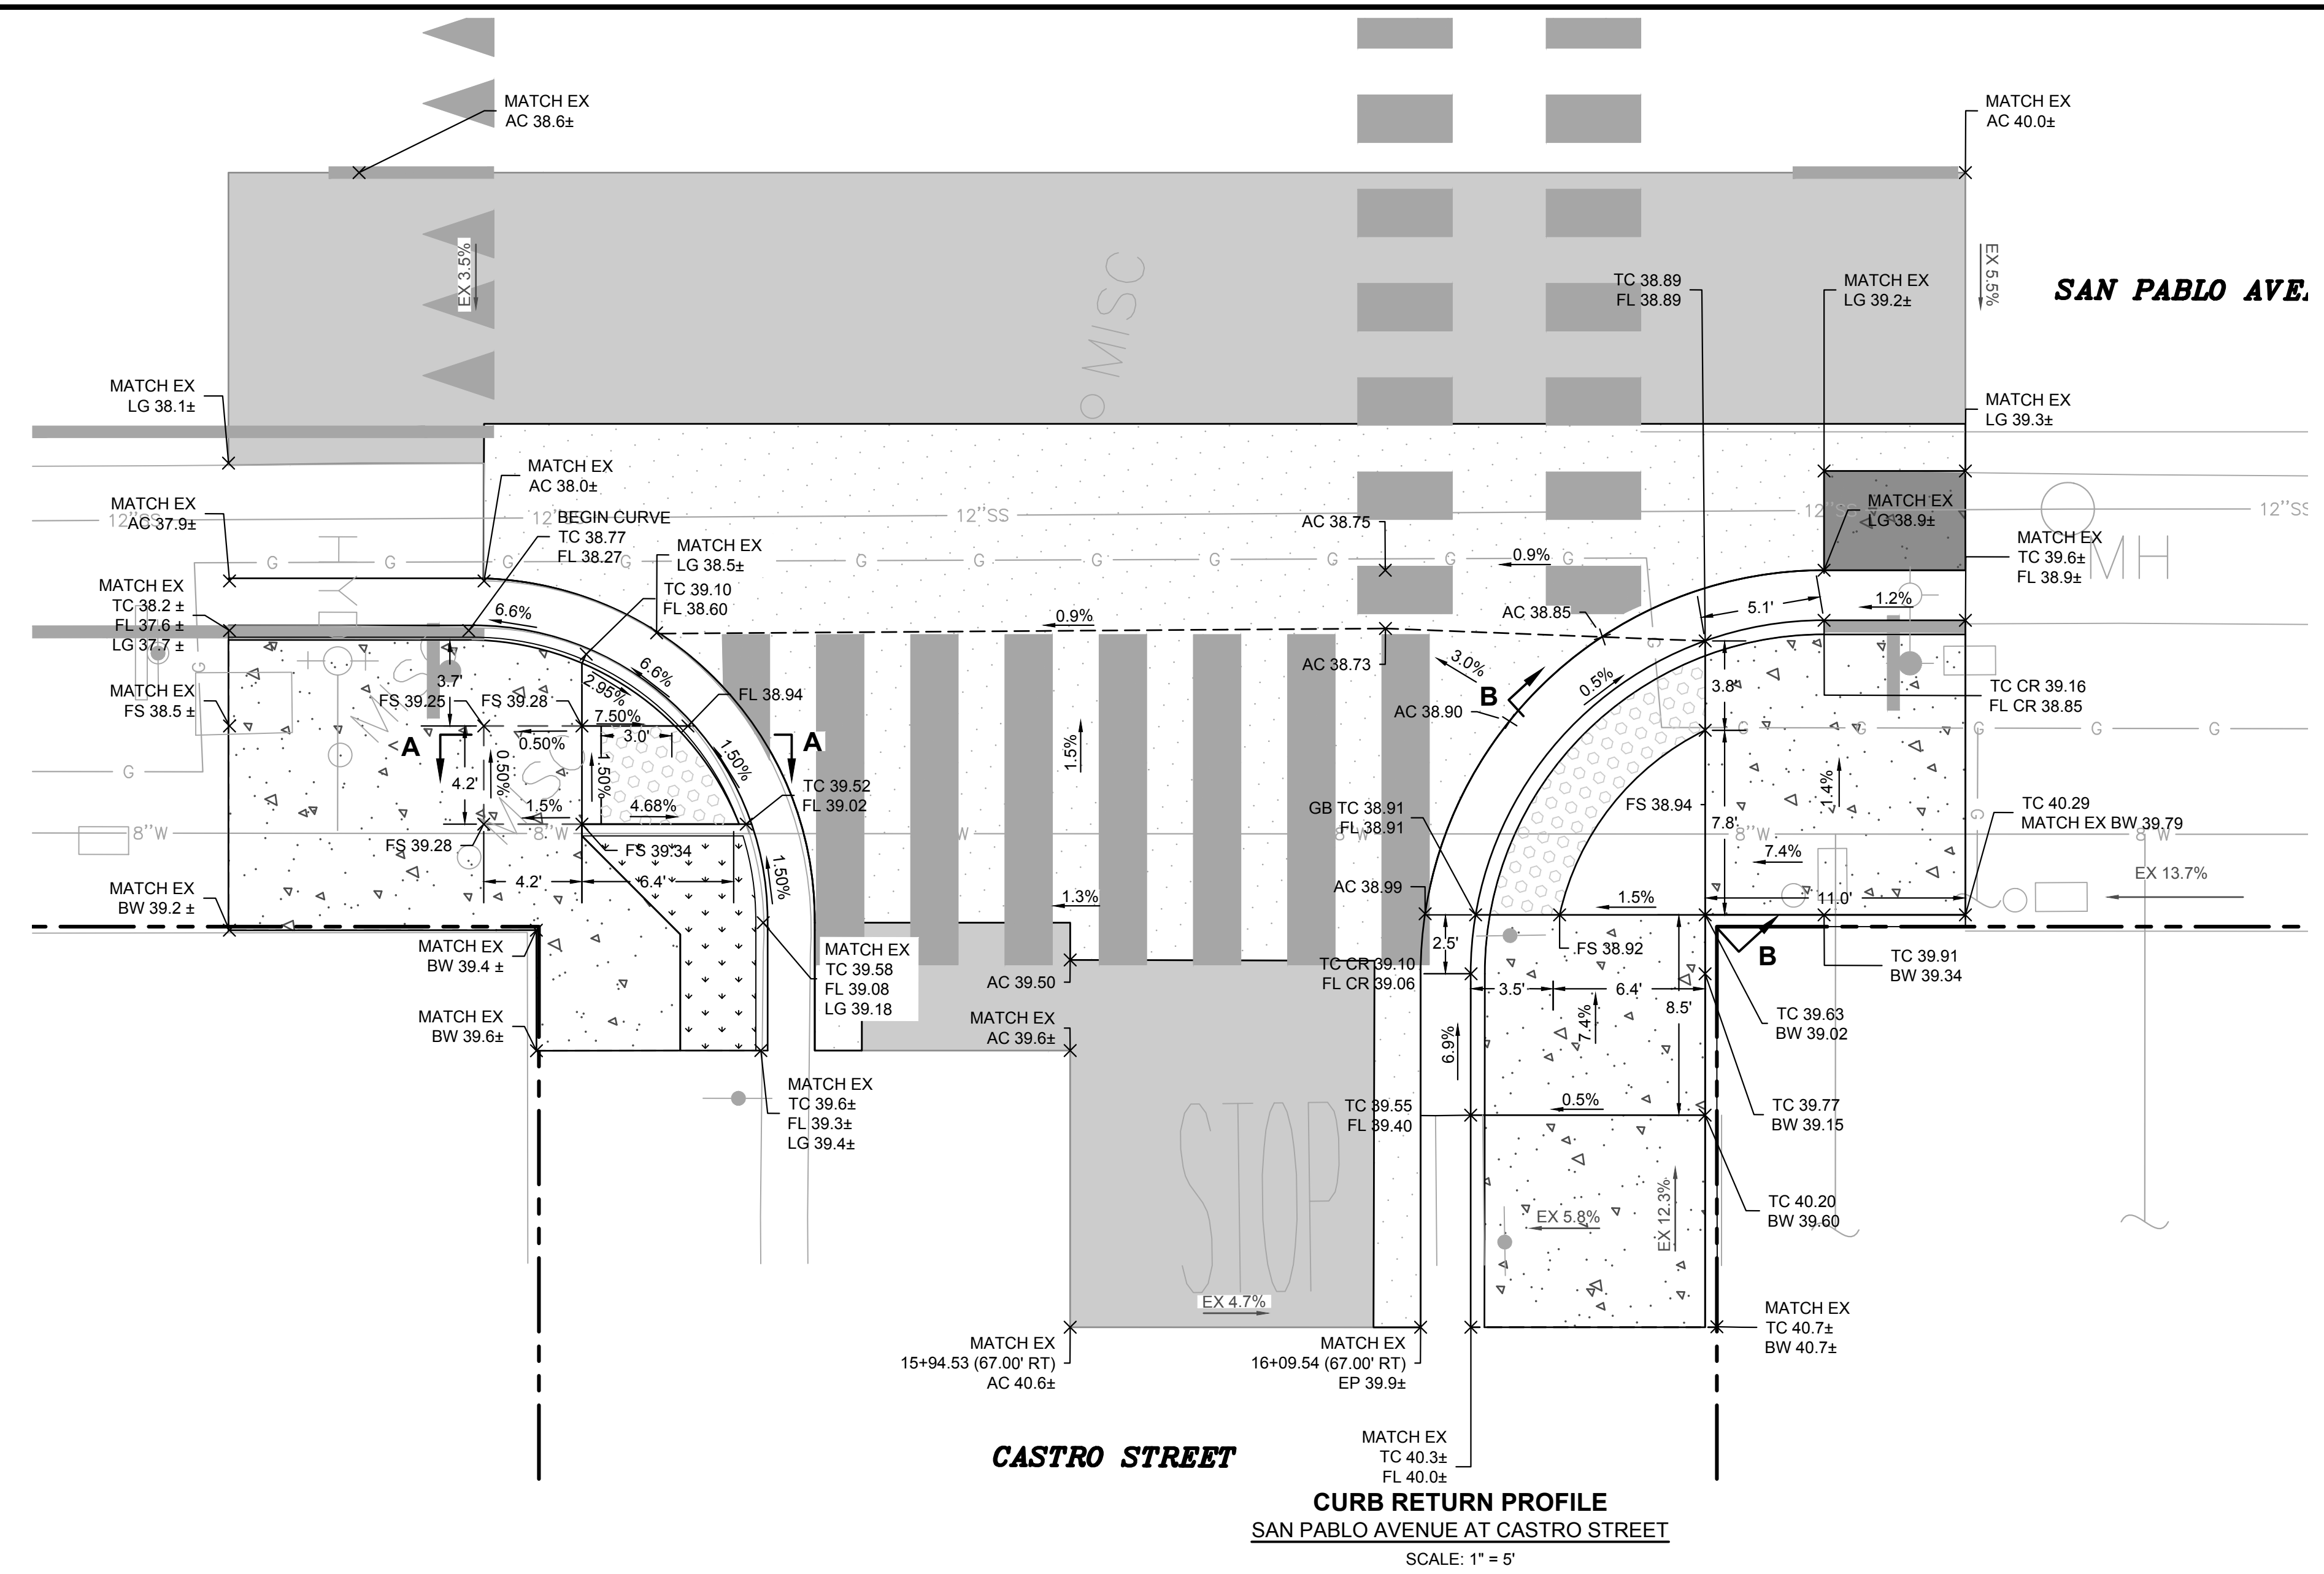 MATCH EX
AC 38.6±
MATCH EX
AC 40.0±
EX 3.5%
MISC
EX 5.5%
SAN PABLO AVE
TC 38.89
FL 38.89
MATCH EX
LG 39.2±
MATCH EX
LG 38.1±
MATCH EX
LG 39.3±
MATCH EX
AC 38.0±
MATCH EX
AC 37.9±
12"SS
12"SS
12"SS
12"SS
12"SS
BEGIN CURVE
TC 38.77
FL 38.27
MATCH EX
LG 38.5±
AC 38.75
0.9%
MATCH EX
LG 38.9±
MATCH EX
TC 39.6±
FL 38.9±
MH
G G G G G G G G G G G G
HYD
MATCH EX
TC 38.2 ±
FL 37.6 ±
LG 37.7 ±
6.6%
TC 39.10
FL 38.60
0.9%
AC 38.85
5.1'
1.2%
AC 38.73
3.0%
B
0.5%
3.8'
TC CR 39.16
FL CR 38.85
MATCH EX
FS 38.5 ±
MISC
3.7'
FS 39.25
FS 39.28
2.95%
6.6%
FL 38.94
7.50%
3.0'
0.50%
A
A
AC 38.90
G G G G G
4.2'
0.50%
MISC
1.50%
1.50%
1.5%
4.68%
1.5%
TC 39.52
FL 39.02
GB TC 38.91
FL 38.91
FS 38.94
7.8'
1.4%
TC 40.29
MATCH EX BW 39.79
8"W
8"W
W
8"W
8"W
8"W
FS 39.28
FS 39.34
7.4%
EX 13.7%
4.2'
6.4'
1.50%
MATCH EX
BW 39.2 ±
AC 38.99
1.3%
1.5%
11.0'
MATCH EX
BW 39.4 ±
MATCH EX
TC 39.58
FL 39.08
LG 39.18
AC 39.50
2.5'
FS 38.92
B
TC 39.91
BW 39.34
TC CR 39.10
FL CR 39.06
3.5'
6.4'
8.5'
7.4%
6.9%
MATCH EX
BW 39.6±
MATCH EX
AC 39.6±
TC 39.63
BW 39.02
MATCH EX
TC 39.6±
FL 39.3±
LG 39.4±
STOP
TC 39.55
FL 39.40
0.5%
TC 39.77
BW 39.15
EX 5.8%
EX 12.3%
TC 40.20
BW 39.60
EX 4.7%
MATCH EX
15+94.53 (67.00' RT)
AC 40.6±
MATCH EX
16+09.54 (67.00' RT)
EP 39.9±
MATCH EX
TC 40.7±
BW 40.7±
CASTRO STREET
MATCH EX
TC 40.3±
FL 40.0±
CURB RETURN PROFILE
SAN PABLO AVENUE AT CASTRO STREET
SCALE: 1" = 5'